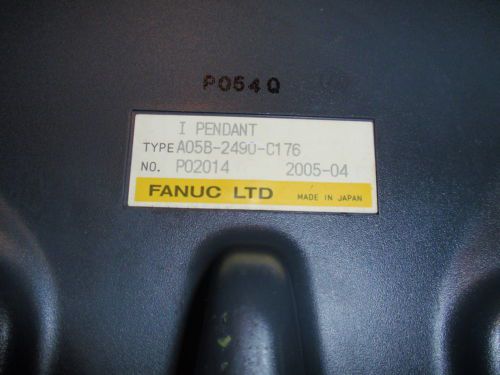 P054Q
I PENDANT
TYPE A05B-2490-C176
NO. P02014 2005-04
FANUC LTD MADE IN JAPAN